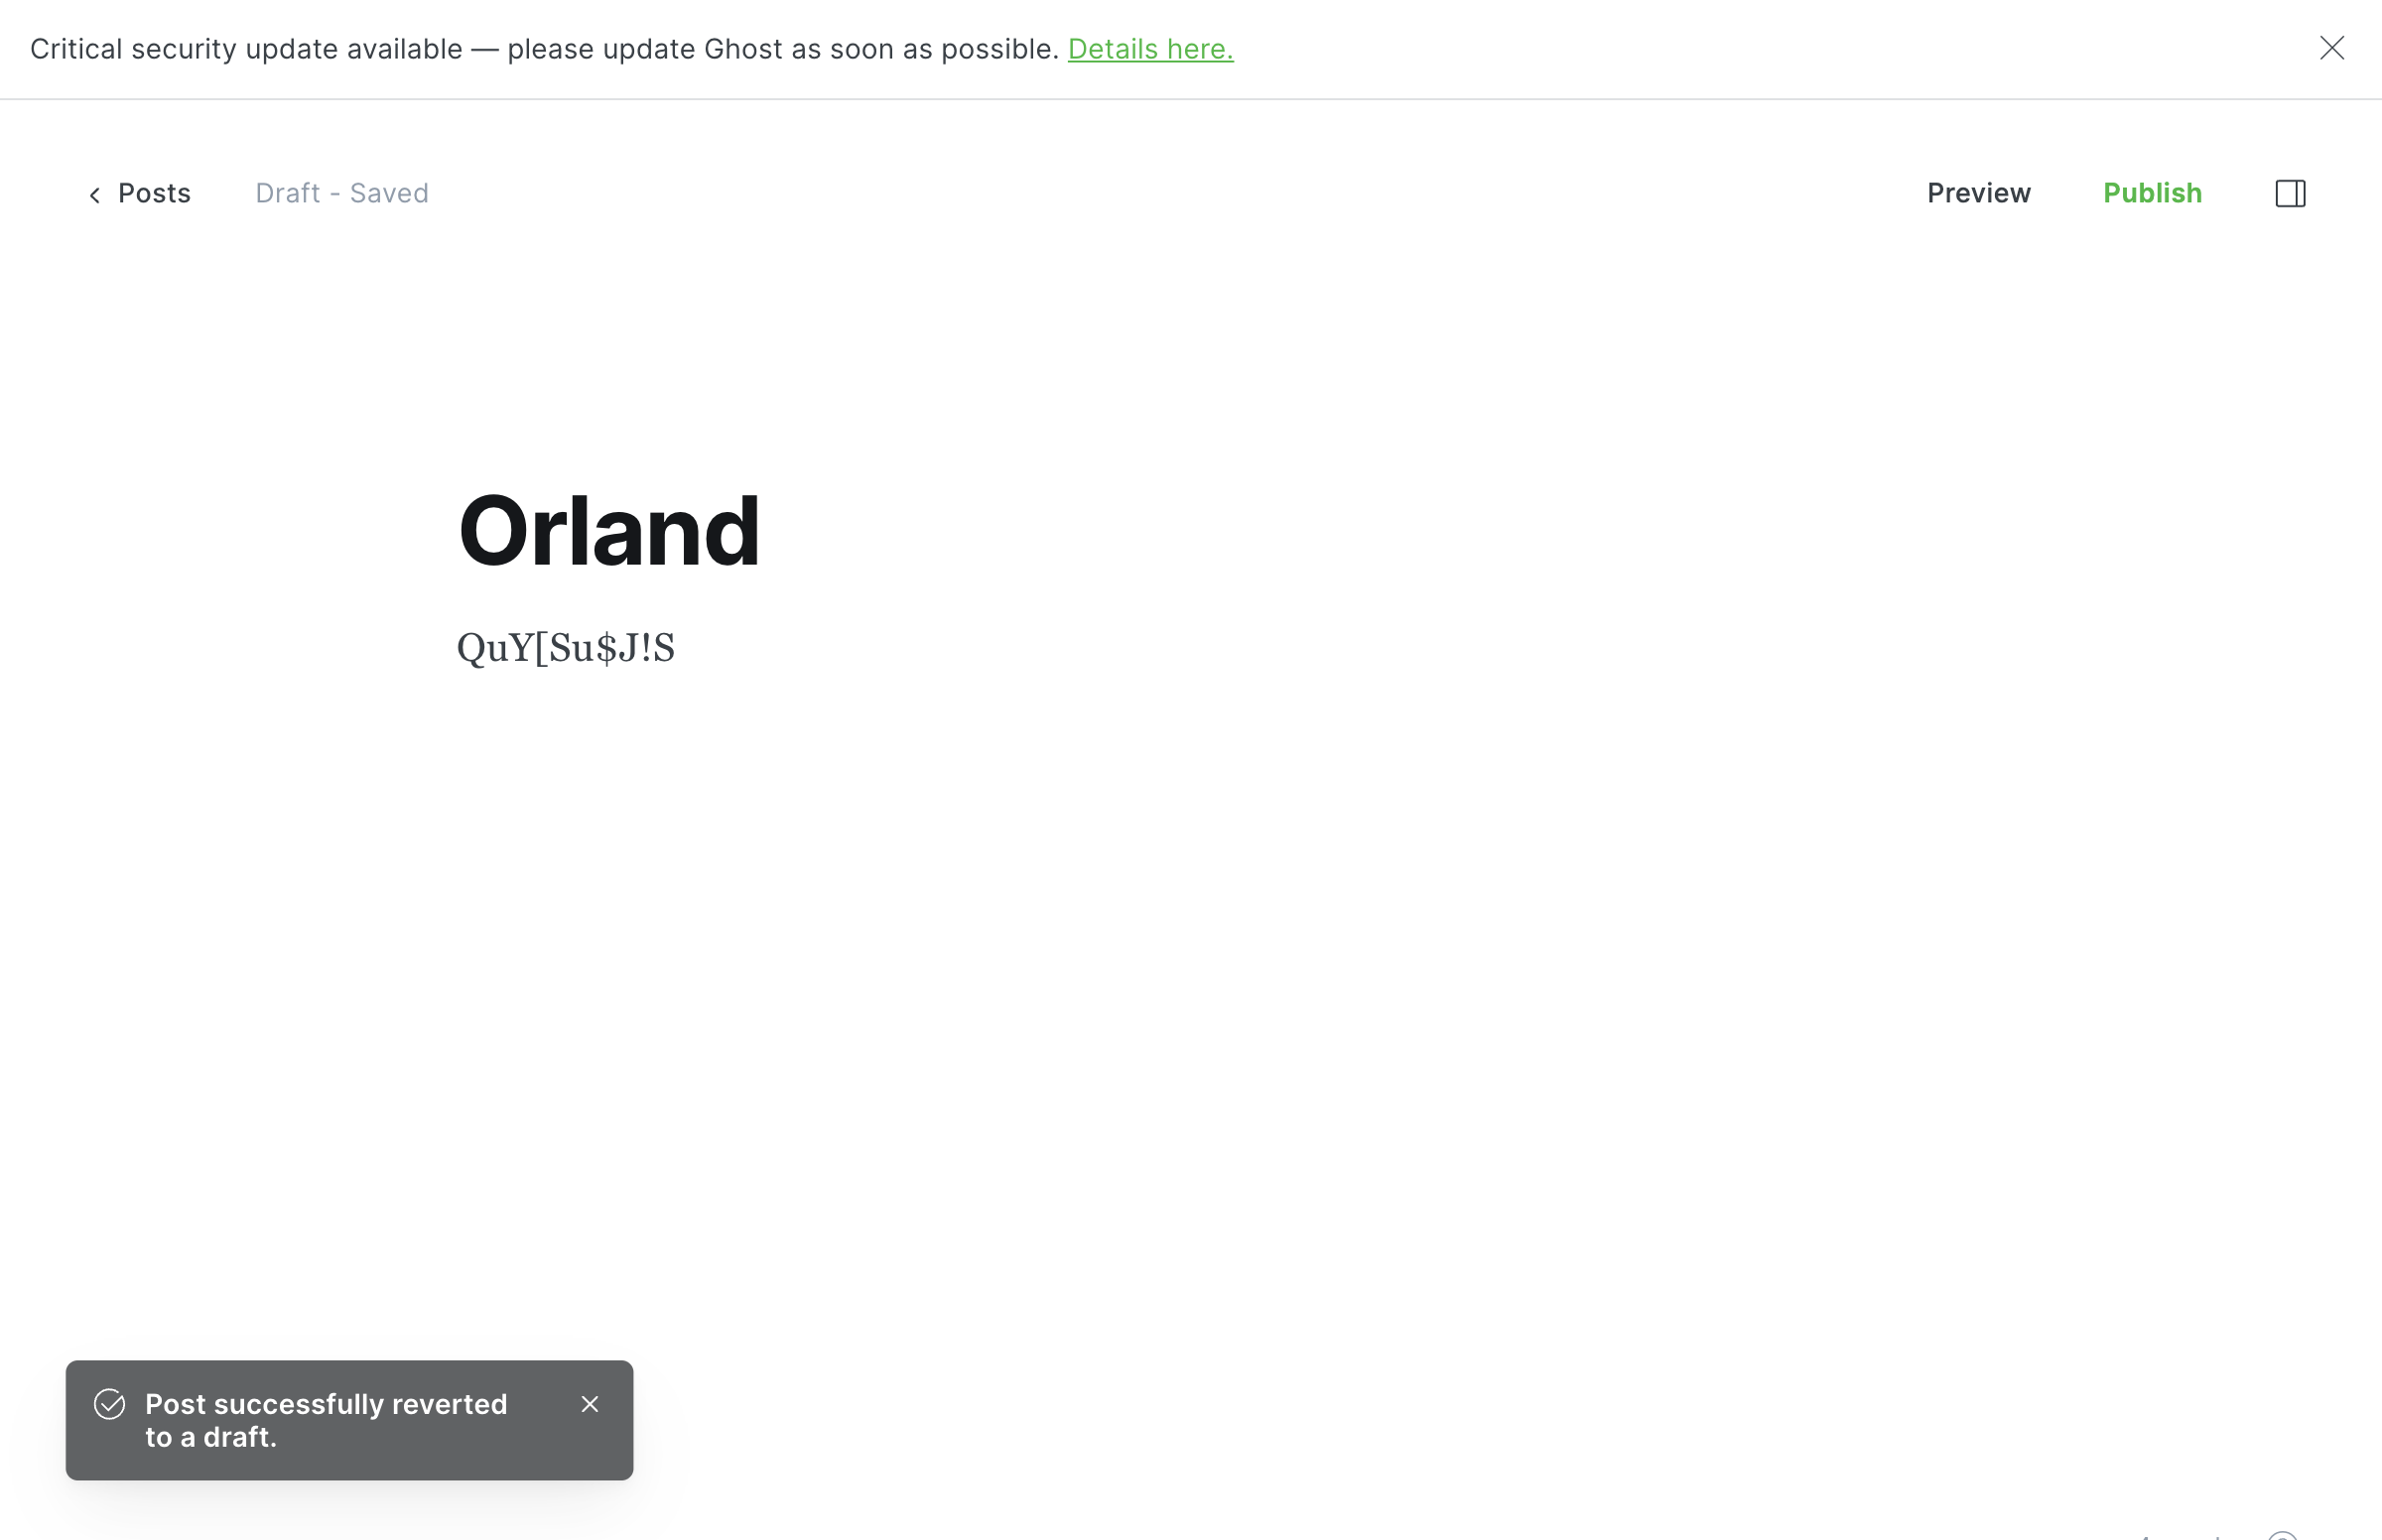 Critical security update available — please update Ghost as soon as possible. Details here.
Posts
Draft - Saved
Preview
Publish
Orland
QuY[Su$J!S
Post successfully reverted
to a draft.